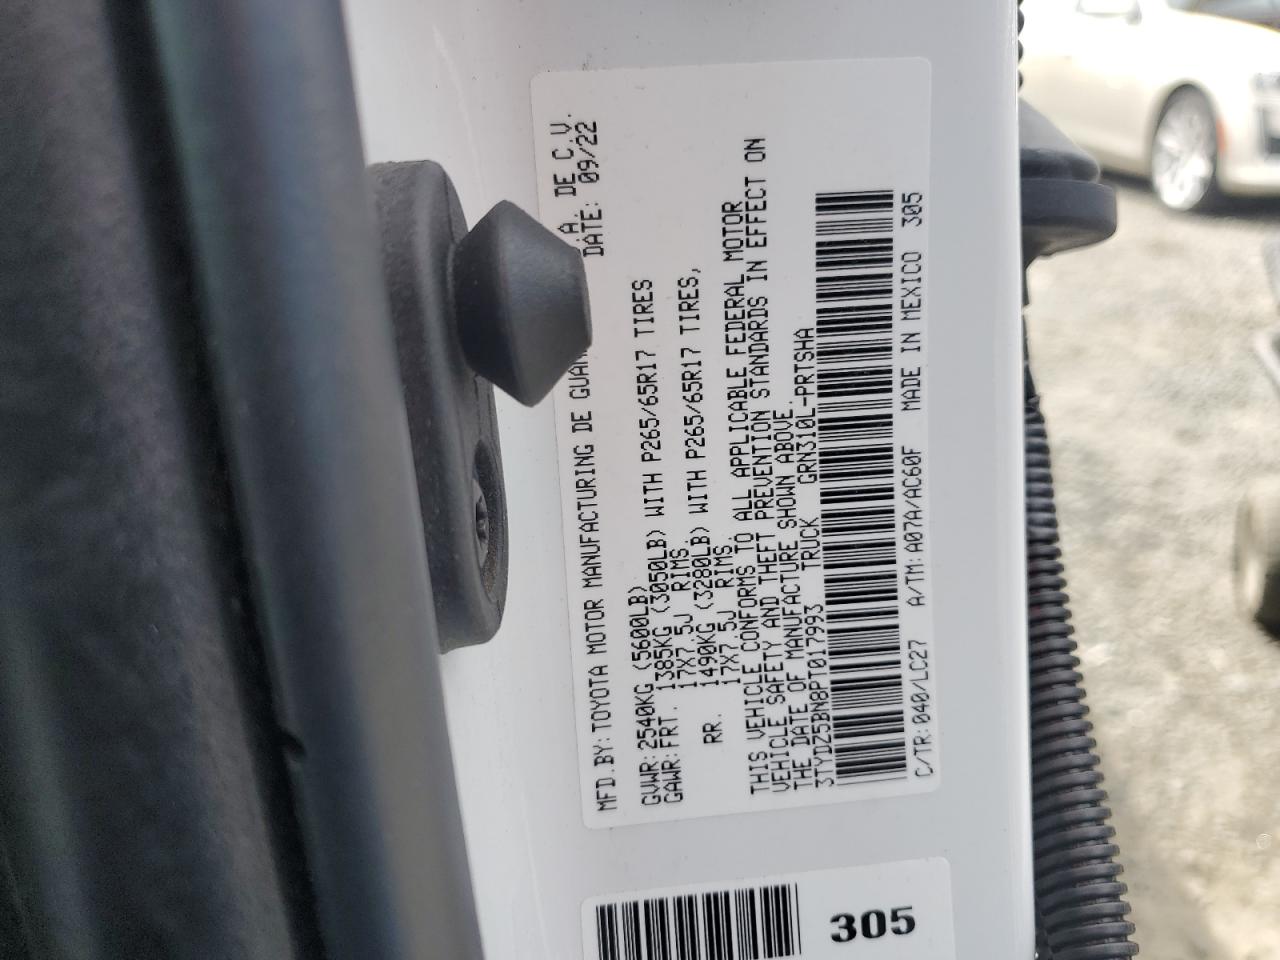 MFD.BY:TOYOTA MOTOR MANUFACTURING DE .A. DE C.V.
DATE: 09/22
GVWR:2540KG (5600LB)
GAWR:FRT. 1385KG (3050LB) WITH P265/65R17 TIRES
17X7.5J RIMS.
RR. 1490KG (3280LB) WITH P265/65R17 TIRES,
17X7.5J RIMS.
THIS VEHICLE CONFORMS TO ALL APPLICABLE FEDERAL MOTOR
VEHICLE SAFETY AND THEFT PREVENTION STANDARDS IN EFFECT ON
THE DATE OF MANUFACTURE SHOWN ABOVE.
3TYDZ5BN8PT017993 TRUCK GRN310L-PRTSHA
C/TR:040/LC27 A/TM:A07A/AC60F MADE IN MEXICO 305
305